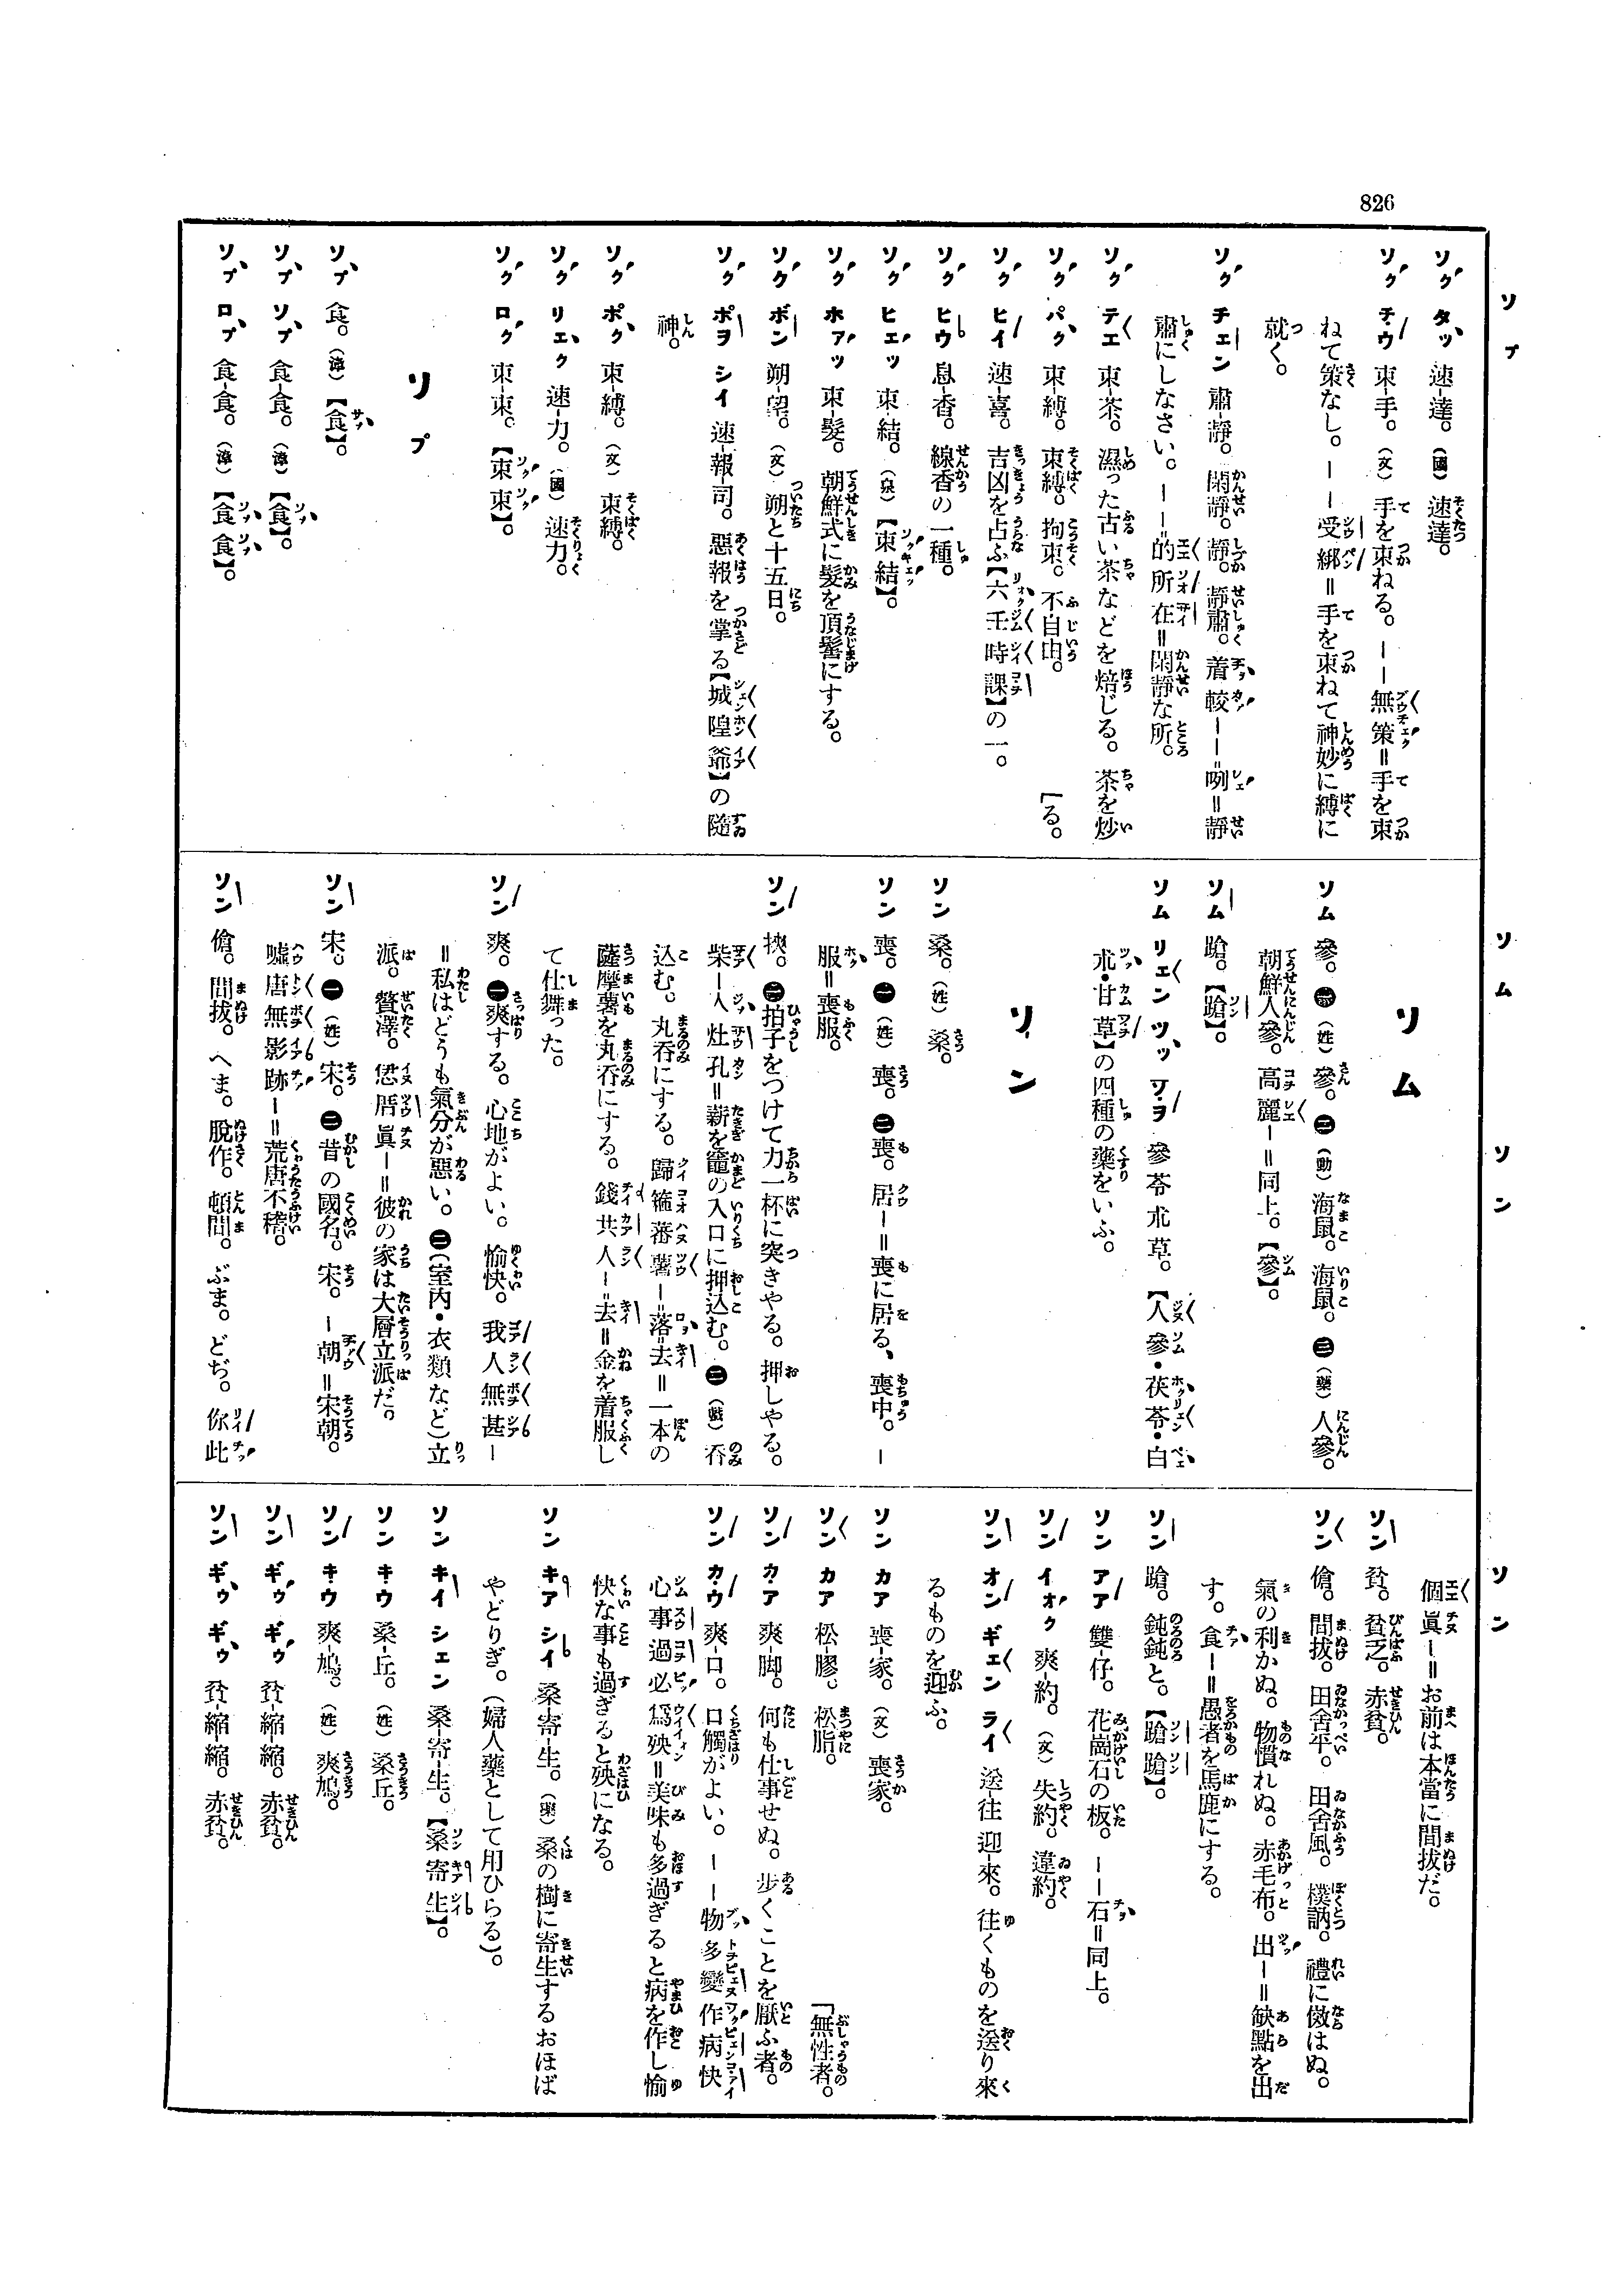 826
ソプ
ソム
ソン
ソン
ソク タッ 速-達。(國) 速達。
ソク チウ 束-手。(文) 手を束ねる。——無策＝手を束
ねて策なし。——受綁＝手を束ねて神妙に縛に
就く。
ソク チェン 肅-靜。閑靜。靜。靜肅。着較——咧＝靜
肅にしなさい。——的所在＝閑靜な所。
ソク テエ 束-茶。濕った古い茶などを焙じる。茶を炒
[る。
ソク パク 束-縛。束縛。拘束。不自由。
ソク ヒイ 速-喜。吉凶を占ふ【六壬時課】の一。
ソク ヒウ 息-香。線香の一種。
ソク ヒェッ 束-結。(泉)【束結】。
ソク ホアッ 束-髮。朝鮮式に髮を頂髷にする。
ソク ボン 朔-望。(文) 朔と十五日。
ソク ポヲ シイ 速-報-司。惡報を掌る【城隍爺】の隨
神。
ソク ポク 束-縛。(文) 束縛。
ソク リェク 速-力。(國) 速力。
ソク ロク 束-束。【束束】。
ソプ
ソプ 食。(漳)【食】。
ソプ ソプ 食-食。(漳)【食】。
ソプ ロプ 食-食。(漳)【食食】。
ソム
ソム 參。㊀(姓) 參。㊁(動) 海鼠。海鼠。㊂(藥) 人參。
朝鮮人參。高麗—＝同上。【參】。
ソム 蹌。【蹌】。
ソム リェン ツッ ヲヲ 參苓朮草。【人參・茯苓・白
朮・甘草】の四種の藥をいふ。
ソン
ソン 桑。(姓) 桑。
ソン 喪。㊀(姓) 喪。㊁喪。居—＝喪に居る、喪中。—
服＝喪服。
ソン 㨪。㊀拍子をつけて力一杯に突きやる。押しやる。
柴—入灶孔＝薪を竈の入口に押込む。㊁(戲) 呑
込む。丸呑にする。歸箍蕃薯—落去＝一本の
薩摩薯を丸呑にする。錢共人—去＝金を着服し
て仕舞った。
ソン 爽。㊀爽する。心地がよい。愉快。我人無甚—
＝私はどうも氣分が惡い。㊁(室内・衣類など)立
派。贅澤。𠆧厝眞—＝彼の家は大層立派だ。
ソン 宋。㊀(姓) 宋。㊁昔の國名。宋。—朝＝宋朝。
噓唐無影跡—＝荒唐不稽。
ソン 傖。間拔。へま。脫作。頓間。ぶま。どぢ。你此
個眞—＝お前は本當に間拔だ。
ソン 貧。貧乏。赤貧。
ソン 傖。間拔。田舍平。田舍風。樸訥。禮に傚はぬ。
氣の利かぬ。物慣れぬ。赤毛布。出—＝缺點を出
す。食—＝愚者を馬鹿にする。
ソン 蹌。鈍鈍と。【蹌蹌】。
ソン アア 雙-仔。花崗石の板。——石＝同上。
ソン イオク 爽-約。(文) 失約。違約。
ソン オン ギェン ライ 送-往迎-來。往くものを送り來
るものを迎ふ。
ソン カア 喪-家。(文) 喪家。
ソン カア 松-膠。松脂。
[無性者。
ソン カア 爽-脚。何も仕事せぬ。步くことを厭ふ者。
ソン カウ 爽-口。口觸がよい。——物多變作病快
心事過必爲殃＝美味も多過ぎると病を作し愉
快な事も過ぎると殃になる。
ソン キア シイ 桑-寄-生。(藥) 桑の樹に寄生するおほば
やどりぎ。(婦人藥として用ひらる)。
ソン キイ シェン 桑-寄-生。【桑寄生】。
ソン キウ 桑-丘。(姓) 桑丘。
ソン キウ 爽-鳩。(姓) 爽鳩。
ソン ギウ 貧-縮-縮。赤貧。
ソン ギウ ギウ 貧-縮-縮。赤貧。